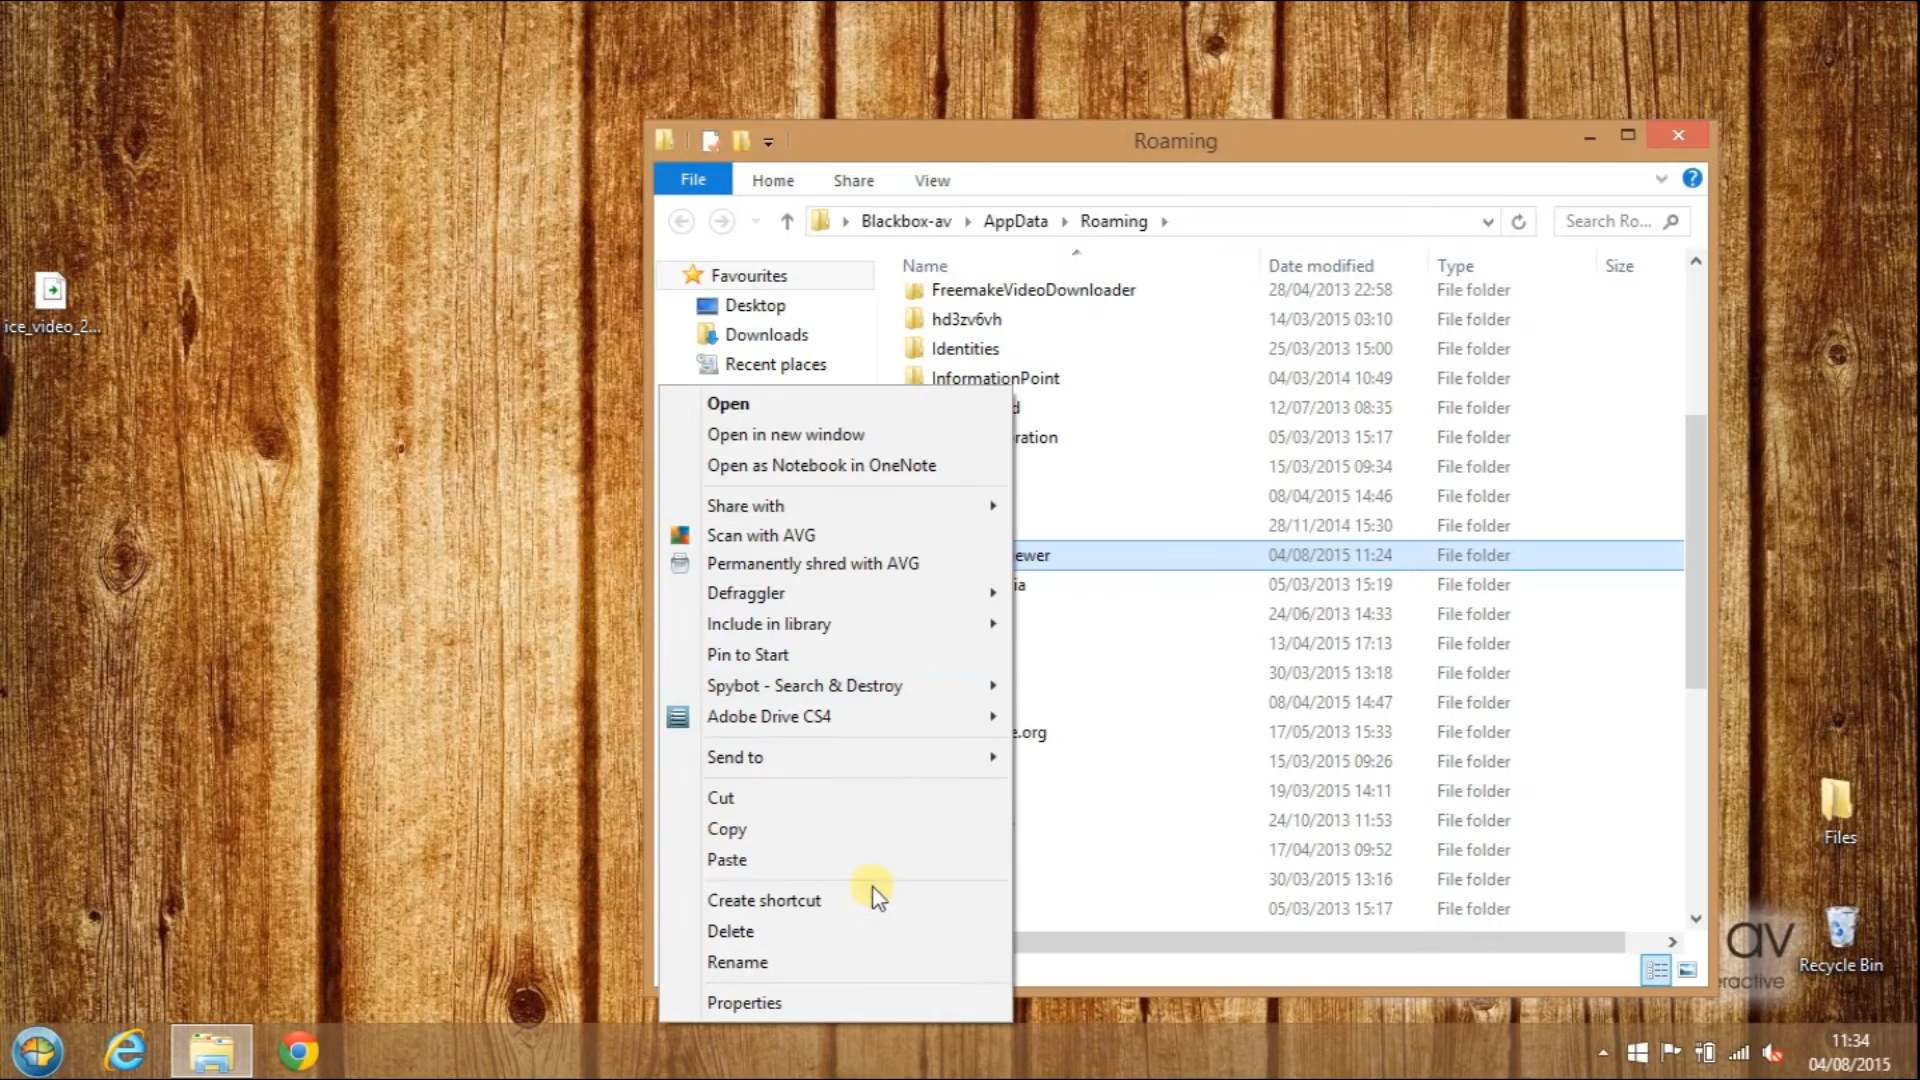 Roaming
File
Home
Share
View
Blackbox-av
AppData
Roaming
Search Ro...
Name
Date modified
Type
Size
Favourites
Desktop
Downloads
Recent places
FreemakeVideoDownloader 28/04/2013 22:58 File folder
hd3zv6vh 14/03/2015 03:10 File folder
Identities 25/03/2013 15:00 File folder
InformationPoint 04/03/2014 10:49 File folder
d 12/07/2013 08:35 File folder
ration 05/03/2013 15:17 File folder
15/03/2015 09:34 File folder
08/04/2015 14:46 File folder
28/11/2014 15:30 File folder
ewer 04/08/2015 11:24 File folder
ia 05/03/2013 15:19 File folder
24/06/2013 14:33 File folder
13/04/2015 17:13 File folder
30/03/2015 13:18 File folder
08/04/2015 14:47 File folder
e.org 17/05/2013 15:33 File folder
15/03/2015 09:26 File folder
19/03/2015 14:11 File folder
24/10/2013 11:53 File folder
17/04/2013 09:52 File folder
30/03/2015 13:16 File folder
05/03/2013 15:17 File folder
Open
Open in new window
Open as Notebook in OneNote
Share with
Scan with AVG
Permanently shred with AVG
Defraggler
Include in library
Pin to Start
Spybot - Search & Destroy
Adobe Drive CS4
Send to
Cut
Copy
Paste
Create shortcut
Delete
Rename
Properties
ice_video_2...
Files
av
eractive
Recycle Bin
11:34
04/08/2015